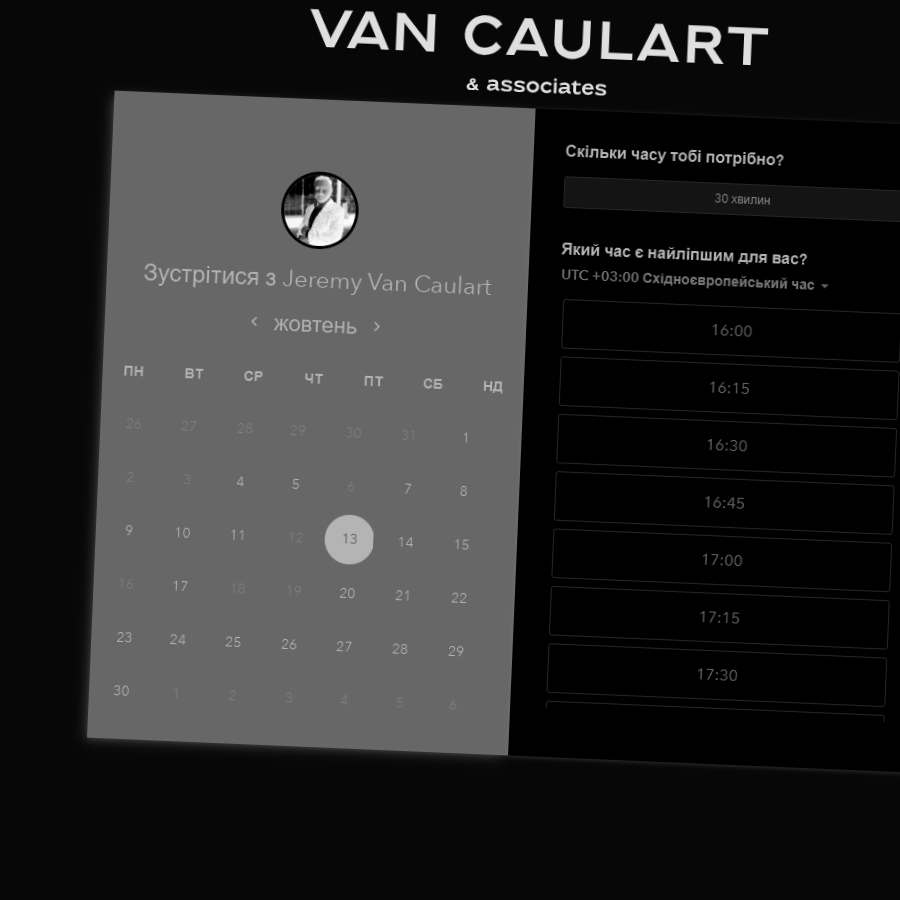 VAN CAULART
& associates
Зустрітися з Jeremy Van Caulart
жовтень
ПН ВТ СР ЧТ ПТ СБ НД
26 27 28 29 30 31 1
2 3 4 5 6 7 8
9 10 11 12 13 14 15
16 17 18 19 20 21 22
23 24 25 26 27 28 29
30 1 2 3 4 5 6
Скільки часу тобі потрібно?
30 хвилин
Який час є найліпшим для вас?
UTC +03:00 Східноєвропейський час
16:00
16:15
16:30
16:45
17:00
17:15
17:30